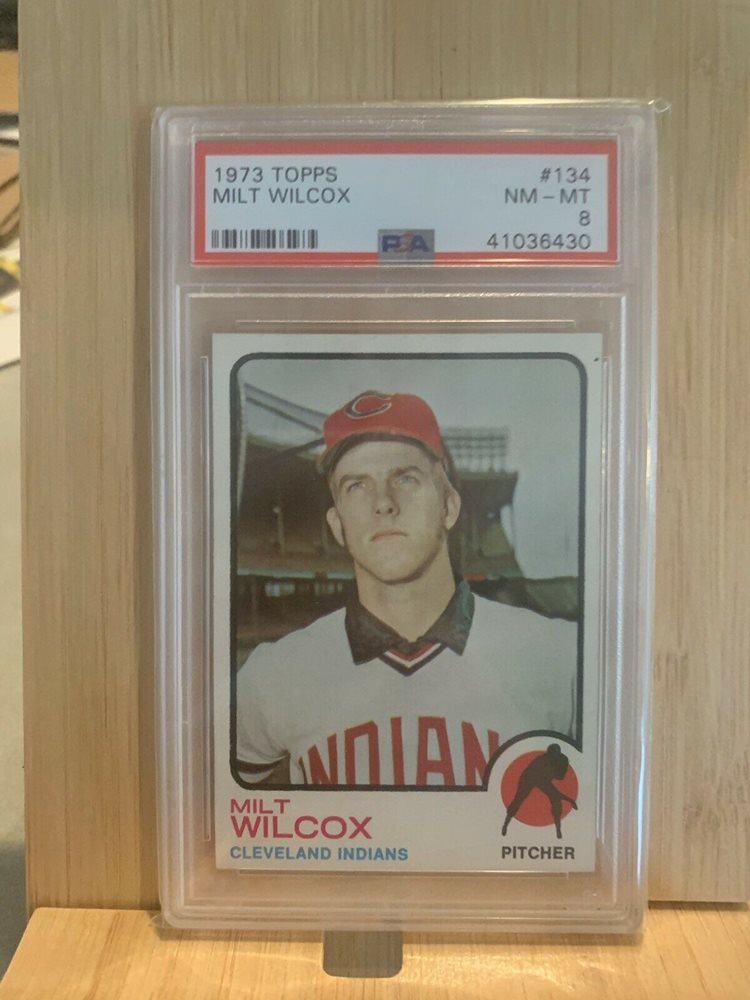 1973 TOPPS #134
MILT WILCOX NM - MT
8
PSA 41036430
C
INDIAN
MILT
WILCOX
CLEVELAND INDIANS PITCHER